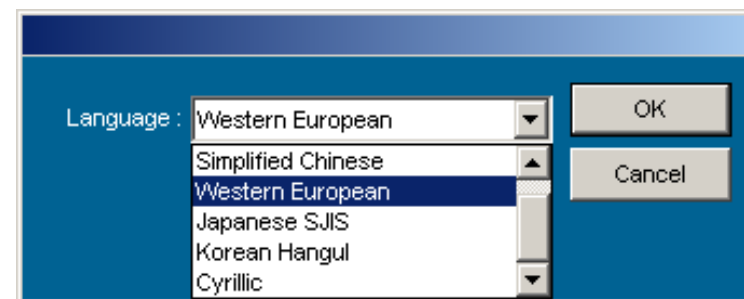 Language : Western European
OK
Simplified Chinese
Cancel
Western European
Japanese SJIS
Korean Hangul
Cyrillic